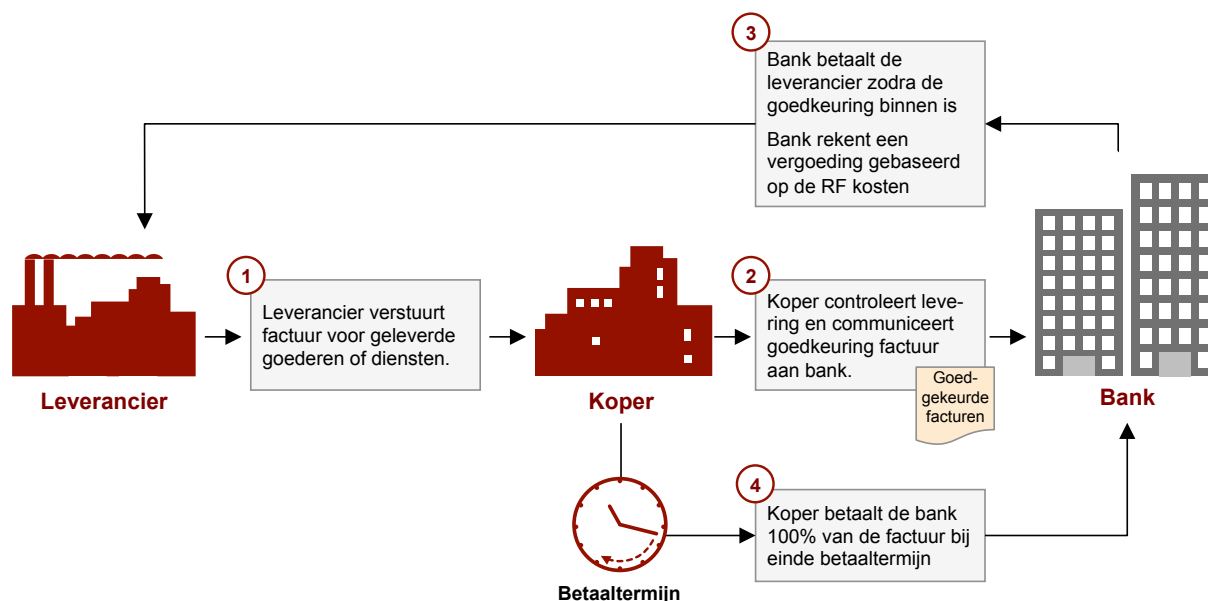 3
Bank betaalt de
leverancier zodra de
goedkeuring binnen is
Bank rekent een
vergoeding gebaseerd
op de RF kosten
1
Leverancier verstuurt
factuur voor geleverde
goederen of diensten.
2
Koper controleert leve-
ring en communiceert
goedkeuring factuur
aan bank.
Goed-
gekeurde
facturen
Leverancier
Koper
Bank
4
Koper betaalt de bank
100% van de factuur bij
einde betaaltermijn
Betaaltermijn